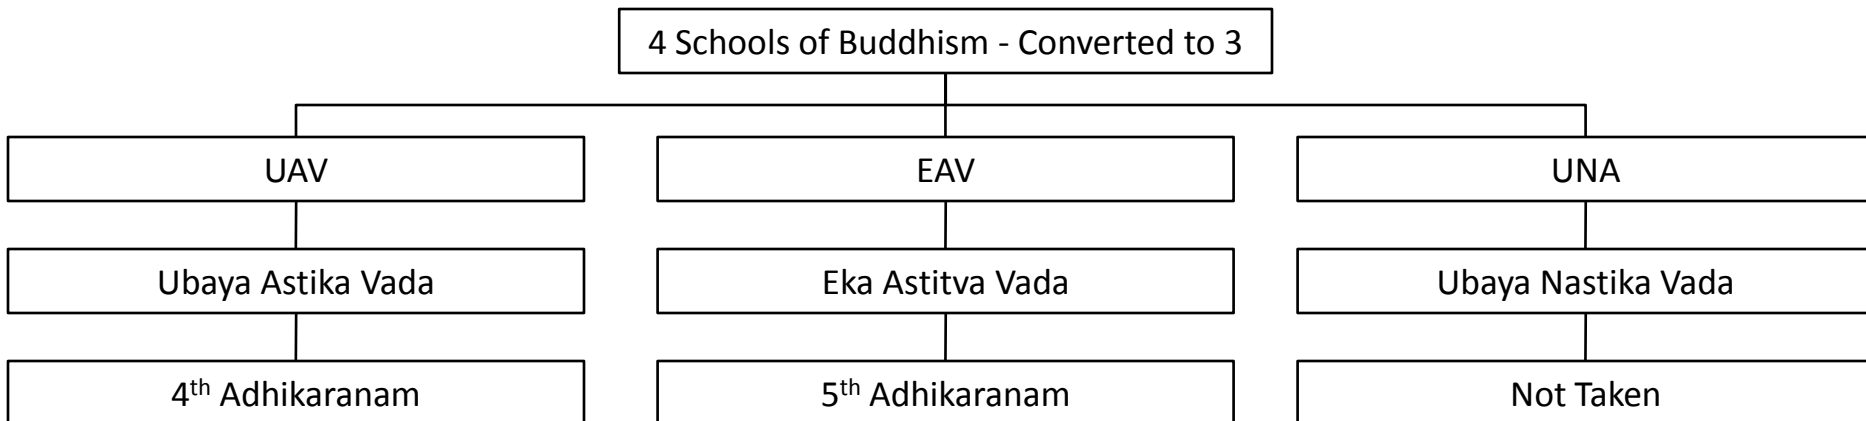 4 Schools of Buddhism - Converted to 3
UAV
EAV
UNA
Ubaya Astika Vada
Eka Astitva Vada
Ubaya Nastika Vada
4th Adhikaranam
5th Adhikaranam
Not Taken